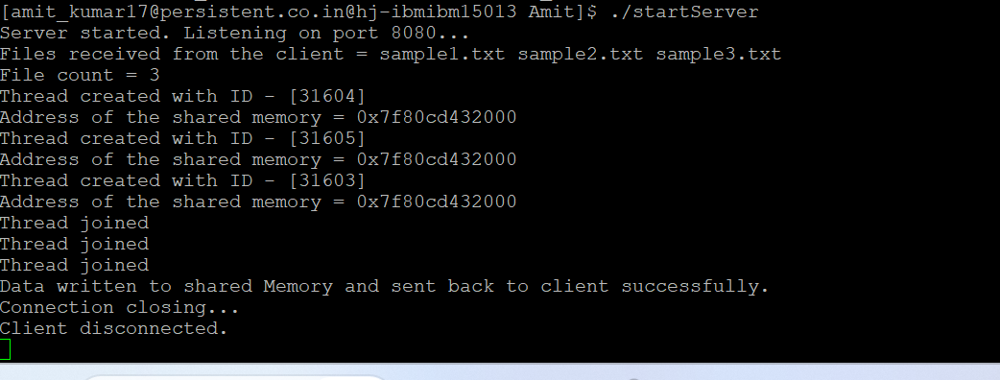 [amit_kumar17@persistent.co.in@hj-ibmibm15013 Amit]$ ./startServer
Server started. Listening on port 8080...
Files received from the client = sample1.txt sample2.txt sample3.txt
File count = 3
Thread created with ID - [31604]
Address of the shared memory = 0x7f80cd432000
Thread created with ID - [31605]
Address of the shared memory = 0x7f80cd432000
Thread created with ID - [31603]
Address of the shared memory = 0x7f80cd432000
Thread joined
Thread joined
Thread joined
Data written to shared Memory and sent back to client successfully.
Connection closing...
Client disconnected.